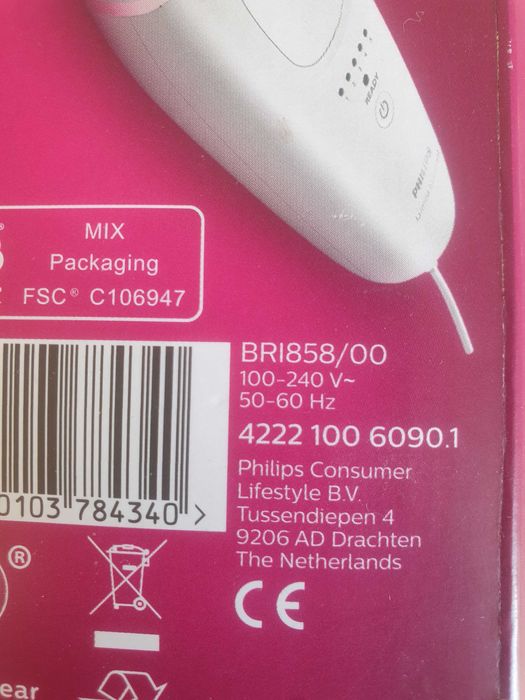 READY
PHILIPS
MIX
Packaging
FSC® C106947
BRI858/00
100-240 V~
50-60 Hz
4222 100 6090.1
0103 784340 >
Philips Consumer
Lifestyle B.V.
Tussendiepen 4
9206 AD Drachten
The Netherlands
®
CE
ear